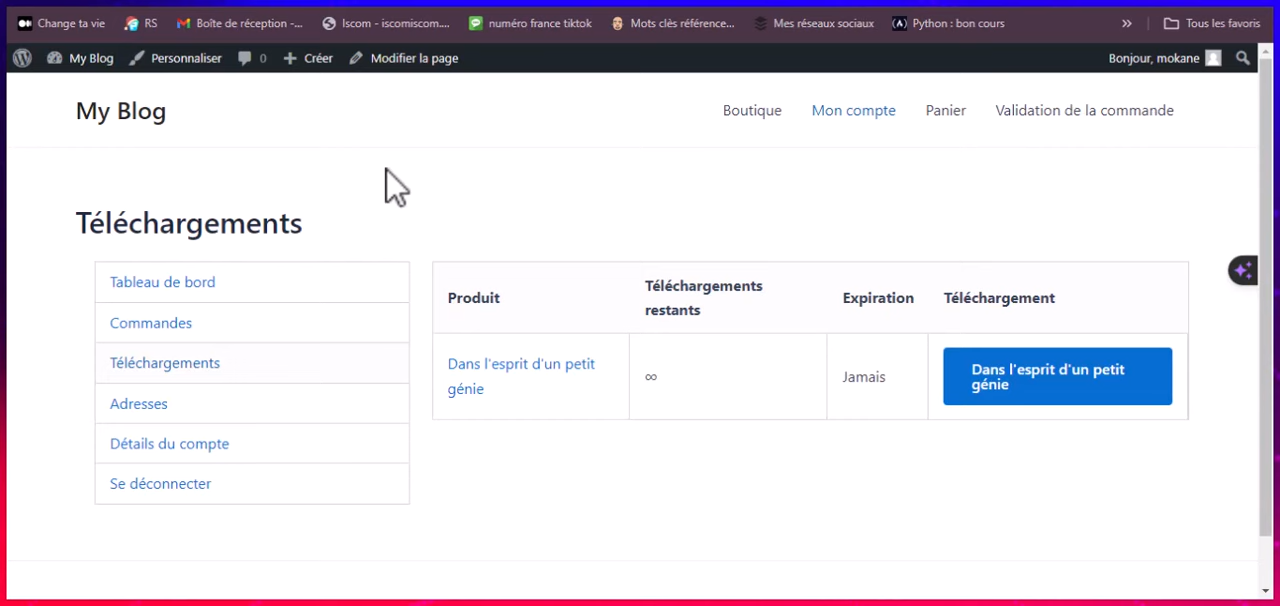 Change ta vie RS Boîte de réception -... Iscom - iscomiscom.... numéro france tiktok Mots clés référence... Mes réseaux sociaux Python : bon cours » Tous les favoris
My Blog Personnaliser 0 Créer Modifier la page Bonjour, mokane
My Blog Boutique Mon compte Panier Validation de la commande
Téléchargements
Tableau de bord
Commandes
Téléchargements
Adresses
Détails du compte
Se déconnecter
Produit
Téléchargements
restants
Expiration
Téléchargement
Dans l'esprit d'un petit
génie
∞
Jamais
Dans l'esprit d'un petit
génie